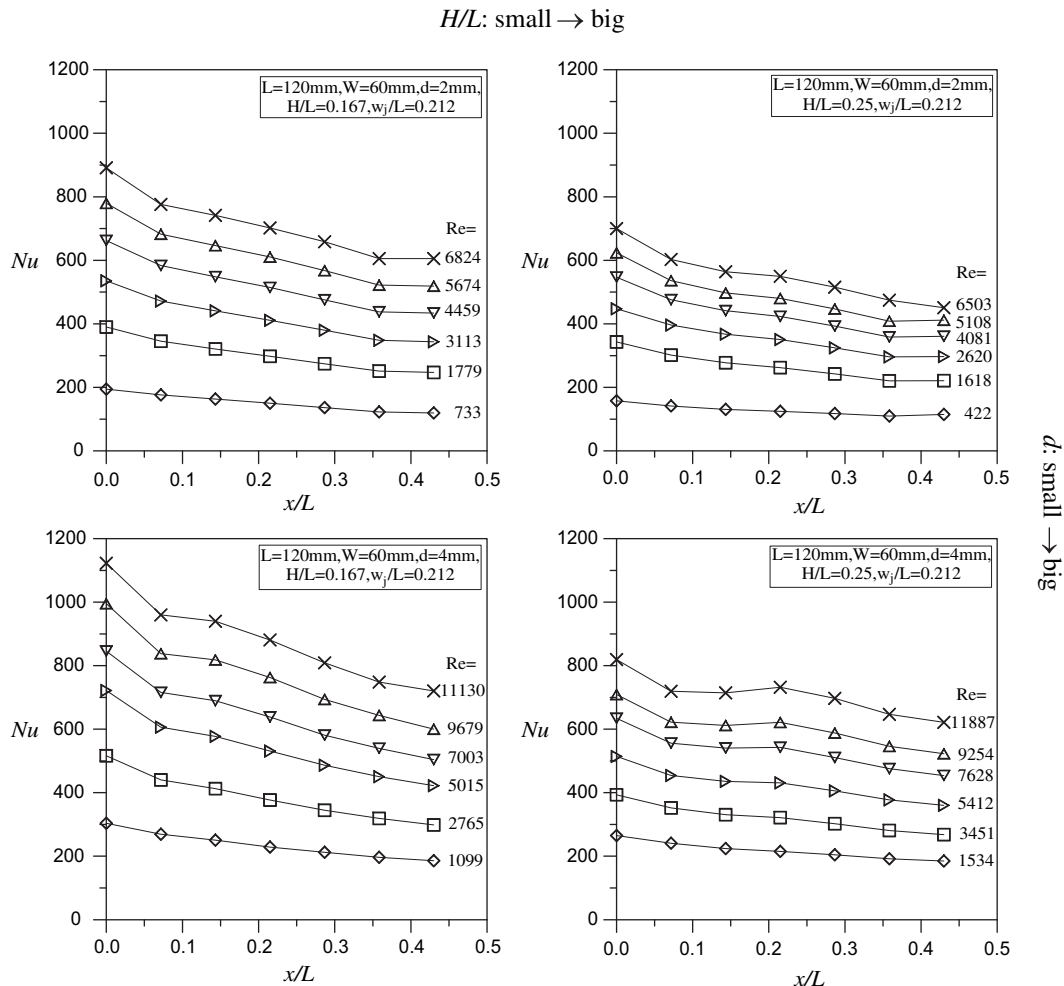 H/L: small → big
1200
1000
800
600
400
200
0
Nu
L=120mm,W=60mm,d=2mm,
H/L=0.167,wj/L=0.212
Re=
6824
5674
4459
3113
1779
733
0.0 0.1 0.2 0.3 0.4 0.5
x/L
1200
1000
800
600
400
200
0
Nu
L=120mm,W=60mm,d=2mm,
H/L=0.25,wj/L=0.212
Re=
6503
5108
4081
2620
1618
422
0.0 0.1 0.2 0.3 0.4 0.5
x/L
d: small → big
1200
1000
800
600
400
200
0
Nu
L=120mm,W=60mm,d=4mm,
H/L=0.167,wj/L=0.212
Re=
11130
9679
7003
5015
2765
1099
0.0 0.1 0.2 0.3 0.4 0.5
x/L
1200
1000
800
600
400
200
0
Nu
L=120mm,W=60mm,d=4mm,
H/L=0.25,wj/L=0.212
Re=
11887
9254
7628
5412
3451
1534
0.0 0.1 0.2 0.3 0.4 0.5
x/L